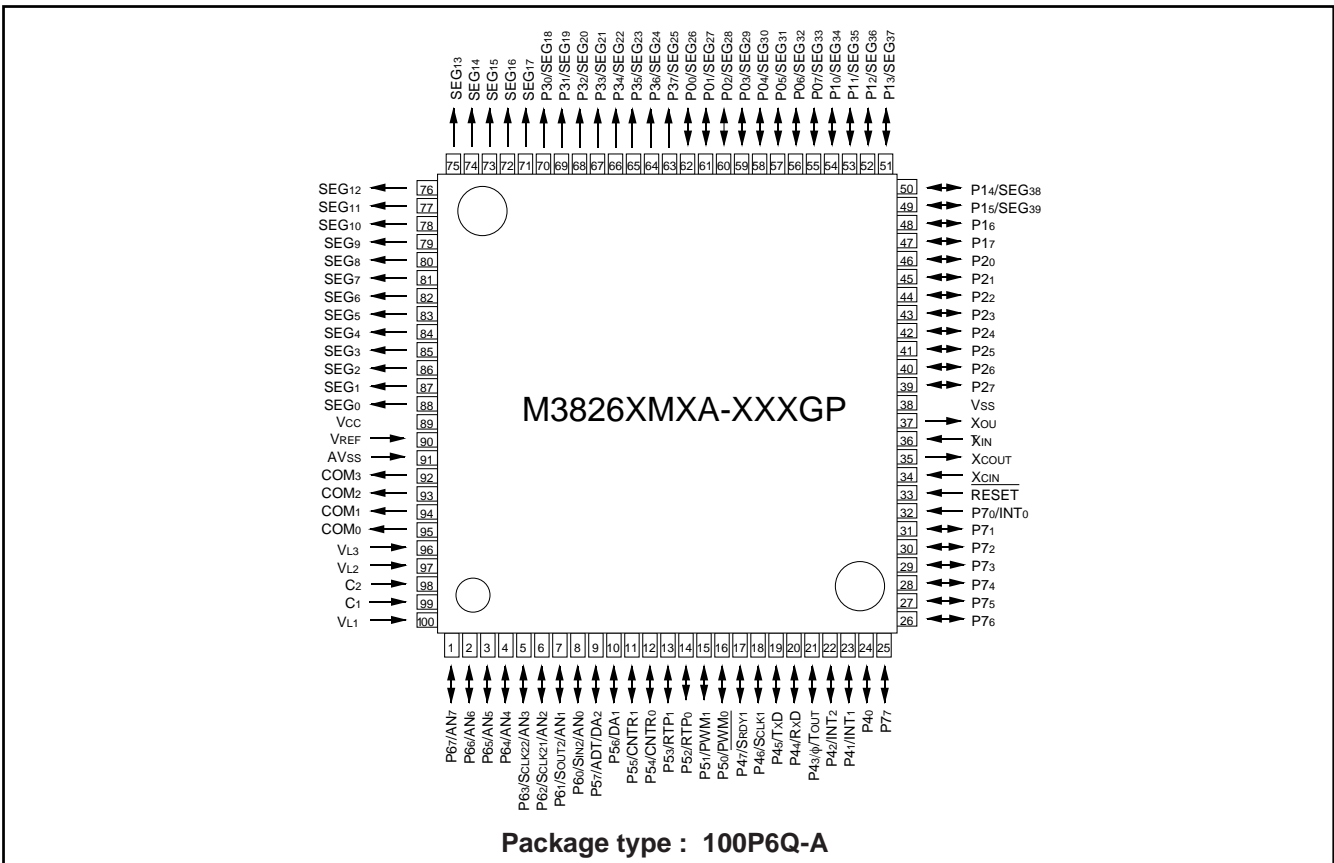 SEG13
SEG14
SEG15
SEG16
SEG17
P30/SEG18
P31/SEG19
P32/SEG20
P33/SEG21
P34/SEG22
P35/SEG23
P36/SEG24
P37/SEG25
P00/SEG26
P01/SEG27
P02/SEG28
P03/SEG29
P04/SEG30
P05/SEG31
P06/SEG32
P07/SEG33
P10/SEG34
P11/SEG35
P12/SEG36
P13/SEG37
75 74 73 72 71 70 69 68 67 66 65 64 63 62 61 60 59 58 57 56 55 54 53 52 51
SEG12 76
SEG11 77
SEG10 78
SEG9 79
SEG8 80
SEG7 81
SEG6 82
SEG5 83
SEG4 84
SEG3 85
SEG2 86
SEG1 87
SEG0 88
VCC 89
VREF 90
AVSS 91
COM3 92
COM2 93
COM1 94
COM0 95
VL3 96
VL2 97
C2 98
C1 99
VL1 100
M3826XMXA-XXXGP
50 P14/SEG38
49 P15/SEG39
48 P16
47 P17
46 P20
45 P21
44 P22
43 P23
42 P24
41 P25
40 P26
39 P27
38 VSS
37 XOU
36 XIN
35 XCOUT
34 XCIN
33 RESET
32 P70/INT0
31 P71
30 P72
29 P73
28 P74
27 P75
26 P76
1 2 3 4 5 6 7 8 9 10 11 12 13 14 15 16 17 18 19 20 21 22 23 24 25
P67/AN7
P66/AN6
P65/AN5
P64/AN4
P63/SCLK22/AN3
P62/SCLK21/AN2
P61/SOUT2/AN1
P60/SIN2/AN0
P57/ADT/DA2
P56/DA1
P55/CNTR1
P54/CNTR0
P53/RTP1
P52/RTP0
P51/PWM1
P50/PWM0
P47/SRDY1
P46/SCLK1
P45/TXD
P44/RXD
P43/φ/TOUT
P42/INT2
P41/INT1
P40
P77
Package type : 100P6Q-A